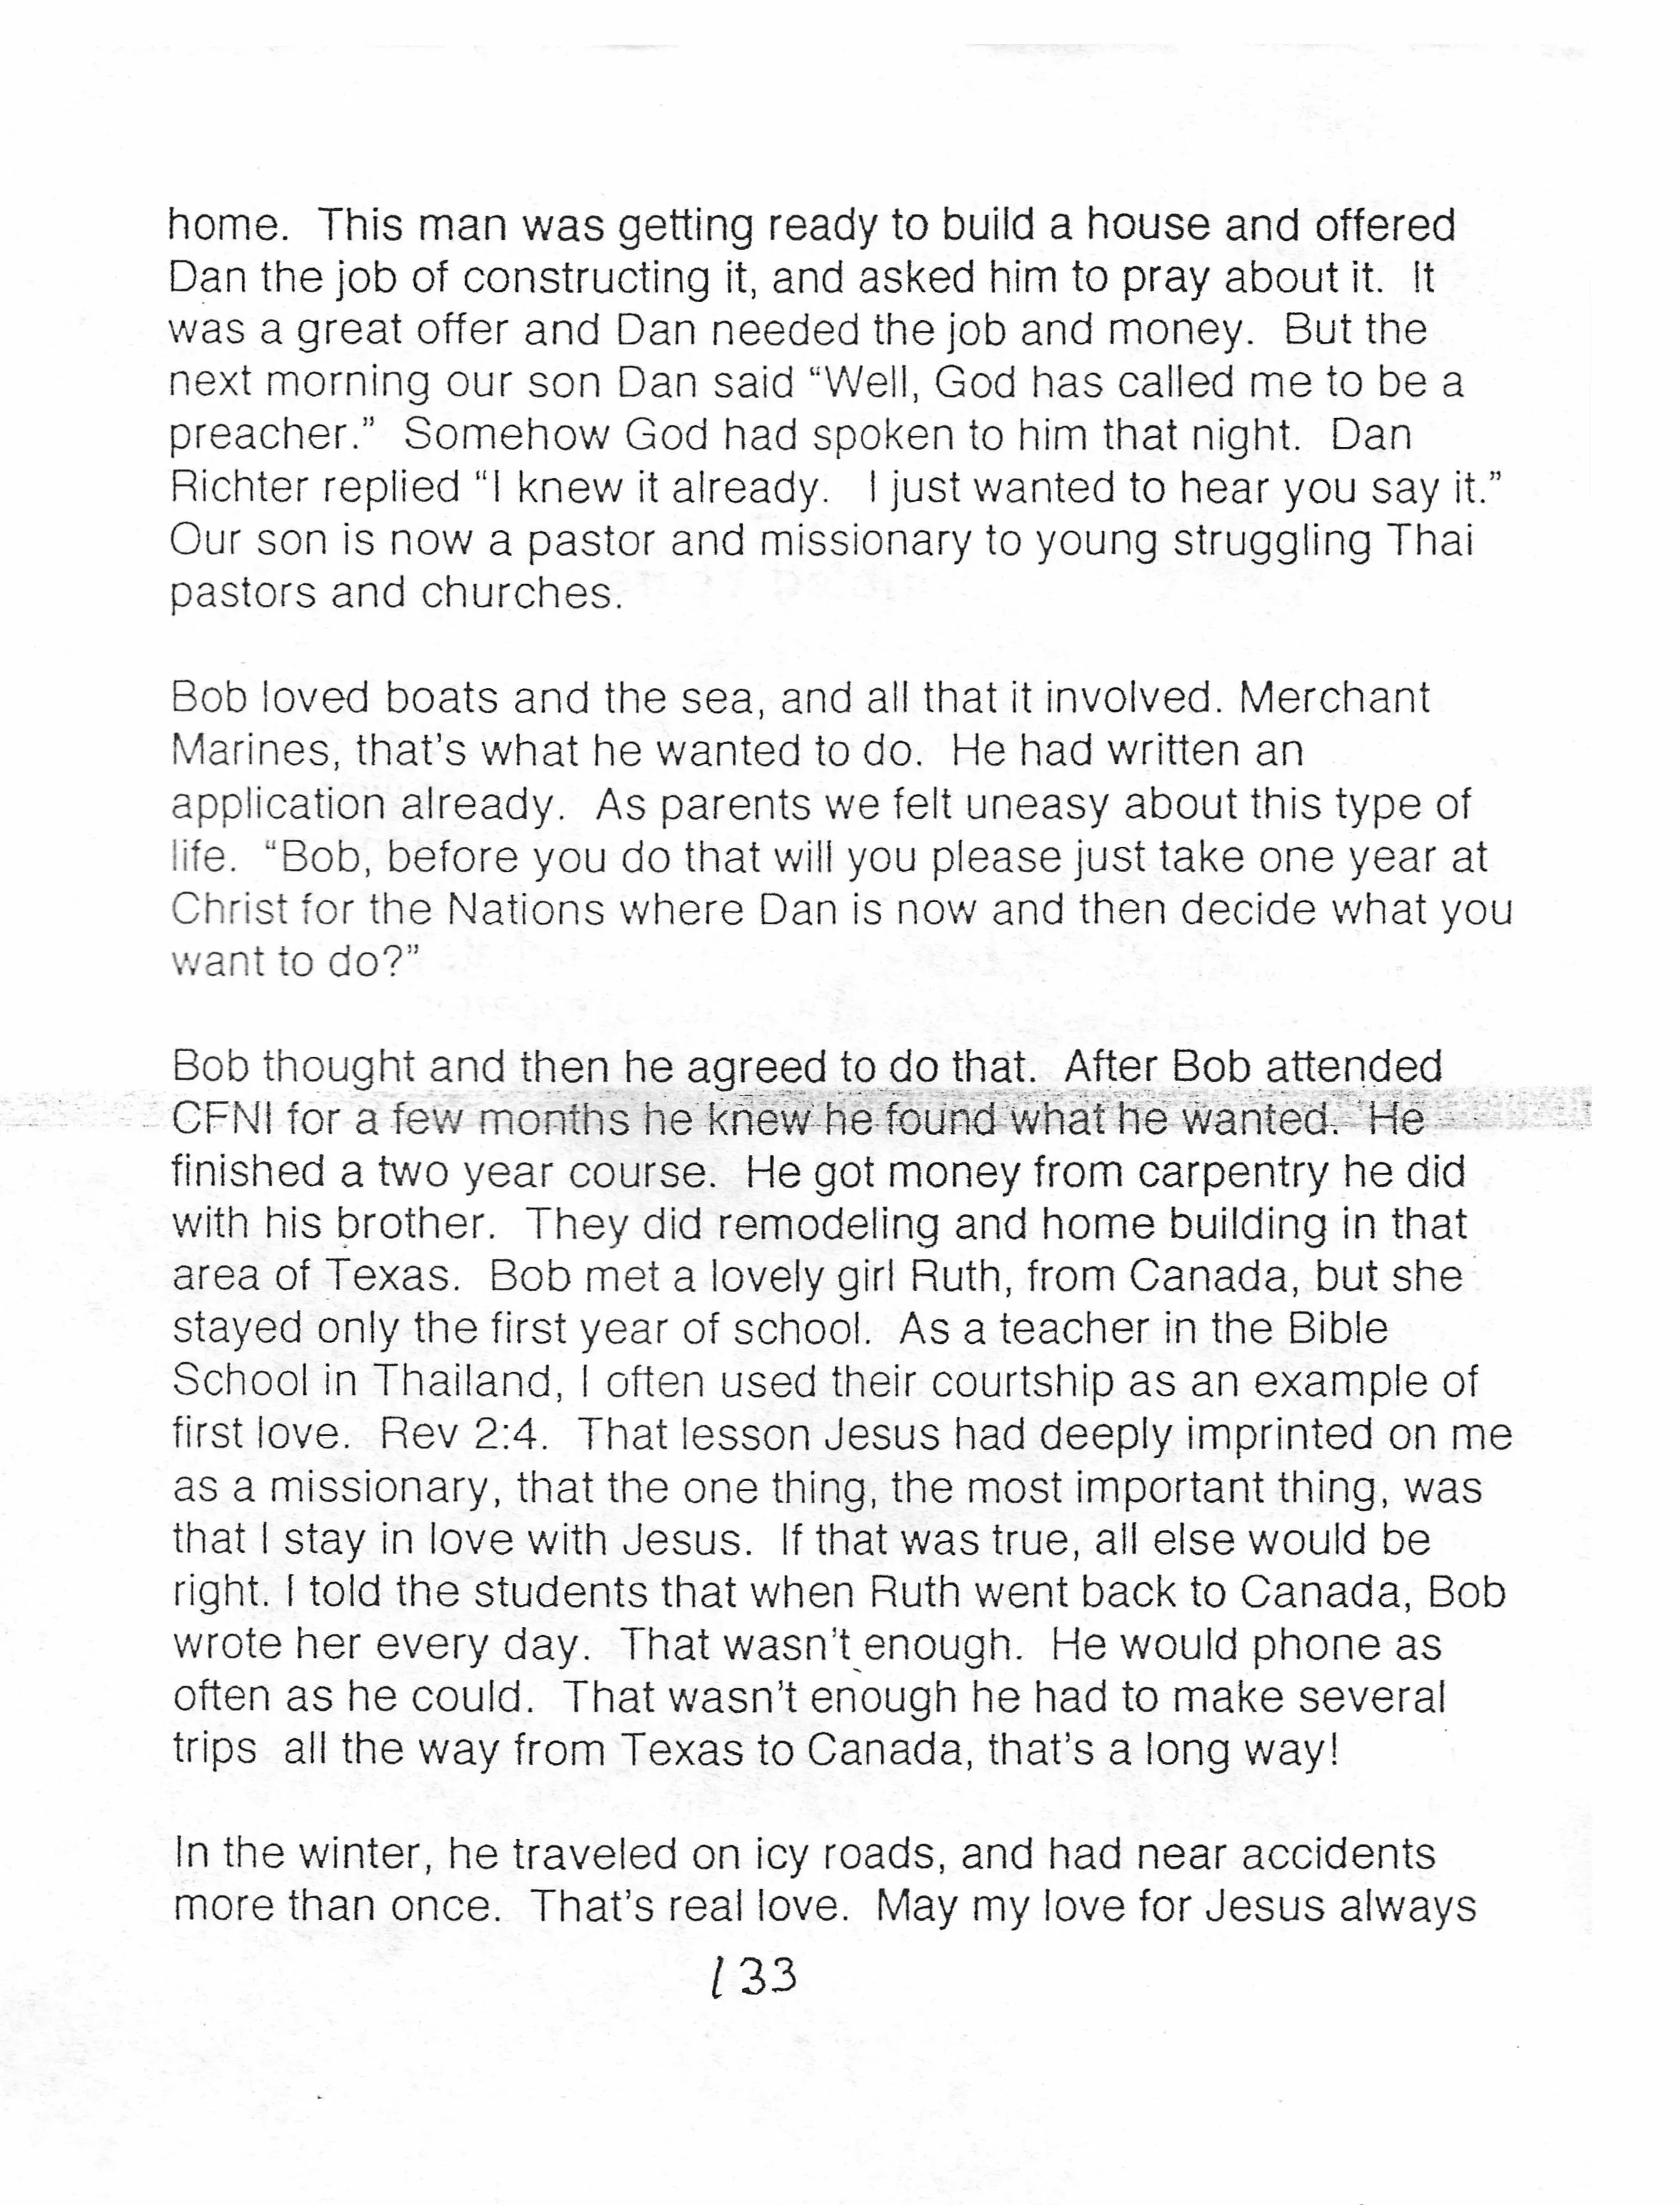 home.  This man was getting ready to build a house and offered
Dan the job of constructing it, and asked him to pray about it.  It
was a great offer and Dan needed the job and money.  But the
next morning our son Dan said “Well, God has called me to be a
preacher.”  Somehow God had spoken to him that night.  Dan
Richter replied “I knew it already.   I just wanted to hear you say it.”
Our son is now a pastor and missionary to young struggling Thai
pastors and churches.
Bob loved boats and the sea, and all that it involved. Merchant
Marines, that's what he wanted to do.  He had written an
application already.  As parents we felt uneasy about this type of
life.  “Bob, before you do that will you please just take one year at
Christ for the Nations where Dan is now and then decide what you
want to do?”
Bob thought and then he agreed to do that.  After Bob attended
CFNI for a few months he knew he found what he wanted.  He
finished a two year course.  He got money from carpentry he did
with his brother.  They did remodeling and home building in that
area of Texas.  Bob met a lovely girl Ruth, from Canada, but she
stayed only the first year of school.  As a teacher in the Bible
School in Thailand, I often used their courtship as an example of
first love.  Rev 2:4.  That lesson Jesus had deeply imprinted on me
as a missionary, that the one thing, the most important thing, was
that I stay in love with Jesus.  If that was true, all else would be
right. I told the students that when Ruth went back to Canada, Bob
wrote her every day.  That wasn't enough.  He would phone as
often as he could.  That wasn't enough he had to make several
trips  all the way from Texas to Canada, that's a long way!
In the winter, he traveled on icy roads, and had near accidents
more than once.  That's real love.  May my love for Jesus always
133